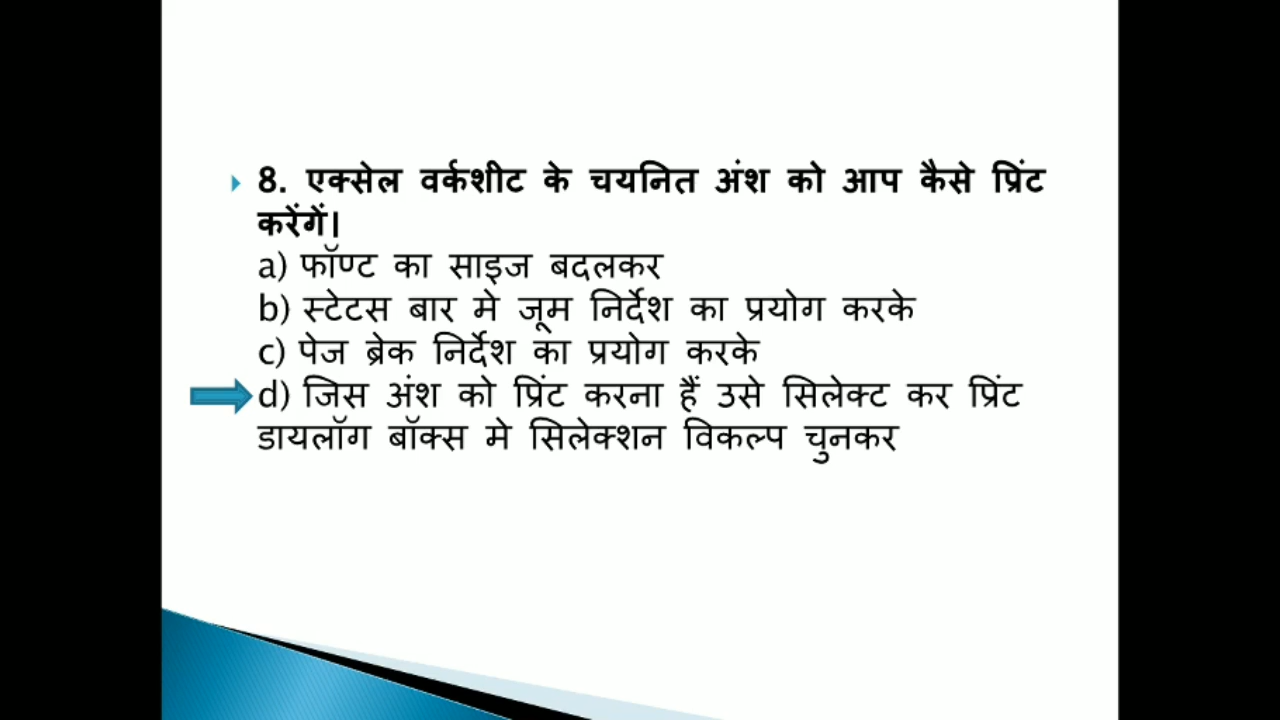 8. एक्सेल वर्कशीट के चयनित अंश को आप कैसे प्रिंट
करेंगें।
a) फॉण्ट का साइज बदलकर
b) स्टेटस बार मे जूम निर्देश का प्रयोग करके
c) पेज ब्रेक निर्देश का प्रयोग करके
d) जिस अंश को प्रिंट करना हैं उसे सिलेक्ट कर प्रिंट
डायलॉग बॉक्स मे सिलेक्शन विकल्प चुनकर